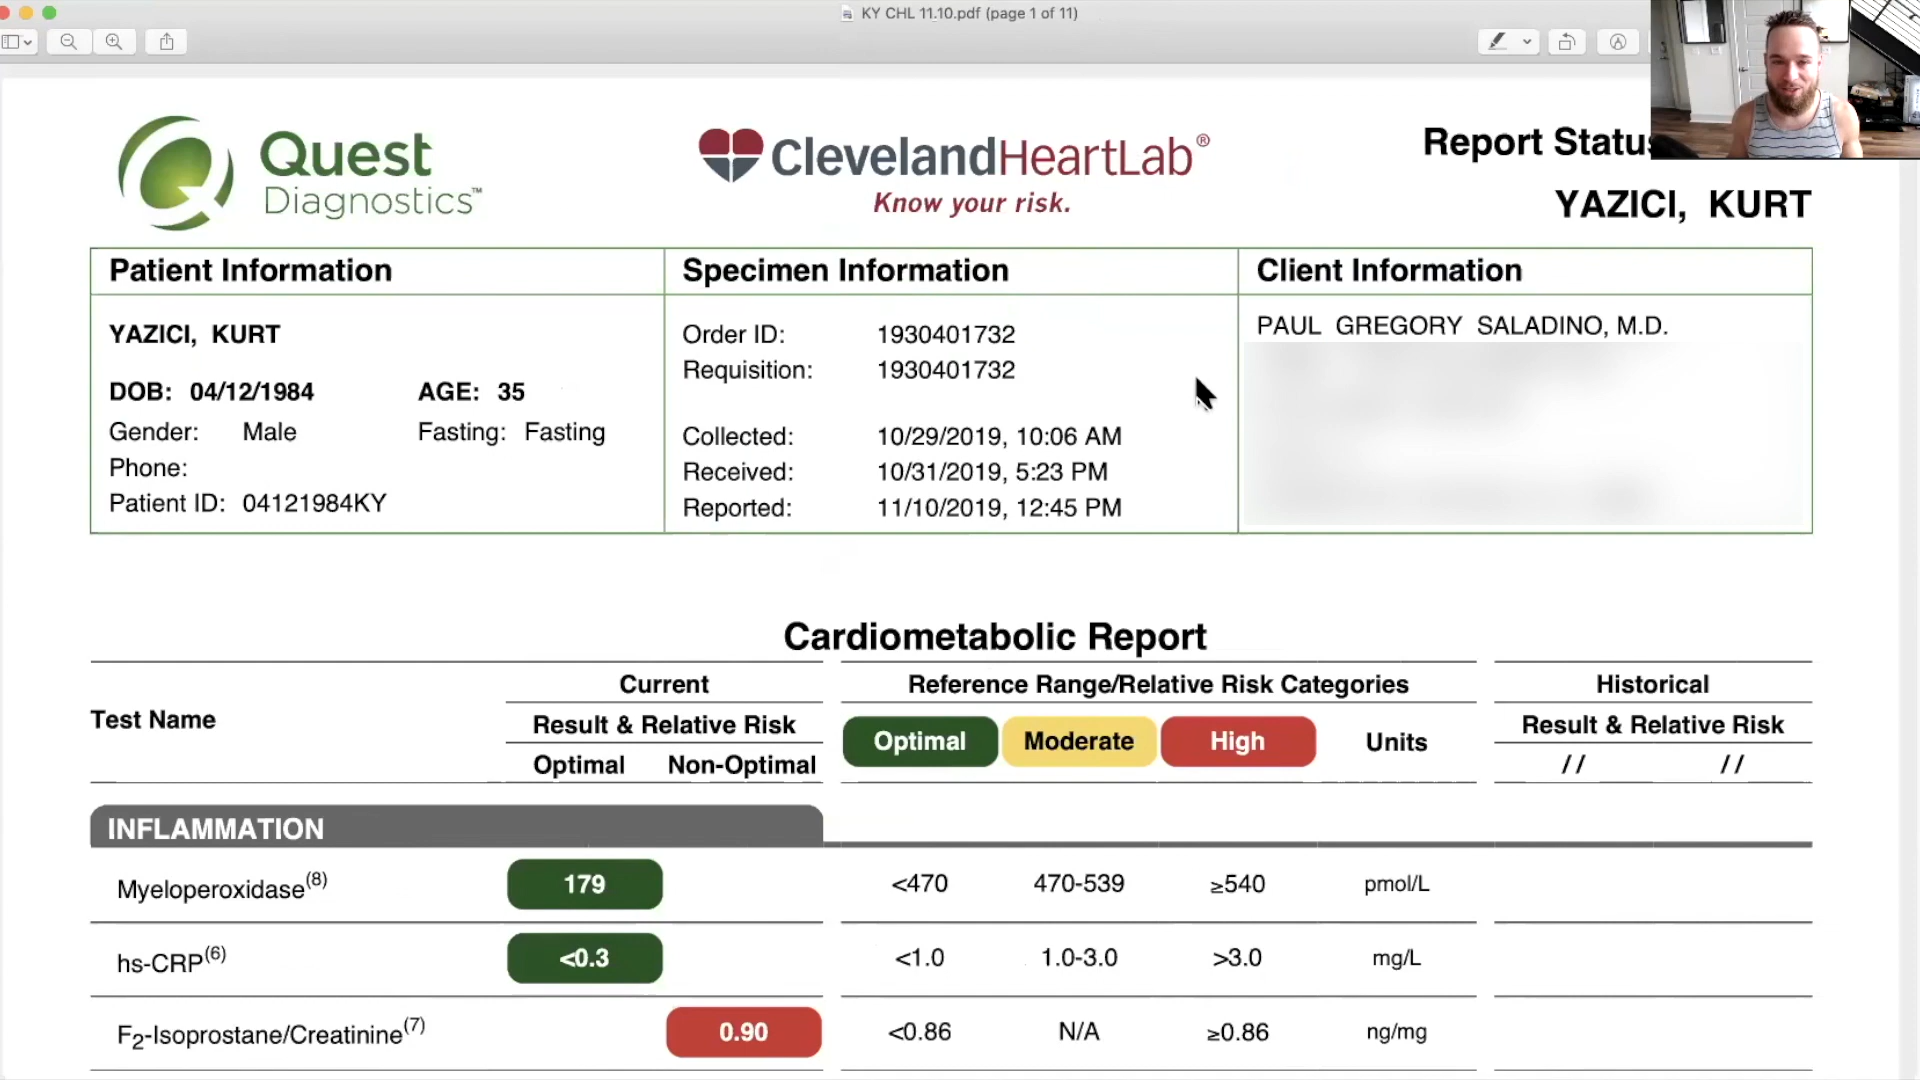 KY CHL 11.10.pdf (page 1 of 11)
Quest Diagnostics™
ClevelandHeartLab®
Know your risk.
Report Status
YAZICI, KURT
Patient Information
YAZICI, KURT
DOB: 04/12/1984 AGE: 35
Gender: Male Fasting: Fasting
Phone:
Patient ID: 04121984KY
Specimen Information
Order ID: 1930401732
Requisition: 1930401732
Collected: 10/29/2019, 10:06 AM
Received: 10/31/2019, 5:23 PM
Reported: 11/10/2019, 12:45 PM
Client Information
PAUL GREGORY SALADINO, M.D.
Cardiometabolic Report
Test Name
Current
Result & Relative Risk
Optimal Non-Optimal
Reference Range/Relative Risk Categories
Optimal Moderate High Units
Historical
Result & Relative Risk
// //
INFLAMMATION
Myeloperoxidase(8) 179 <470 470-539 ≥540 pmol/L
hs-CRP(6) <0.3 <1.0 1.0-3.0 >3.0 mg/L
F2-Isoprostane/Creatinine(7) 0.90 <0.86 N/A ≥0.86 ng/mg